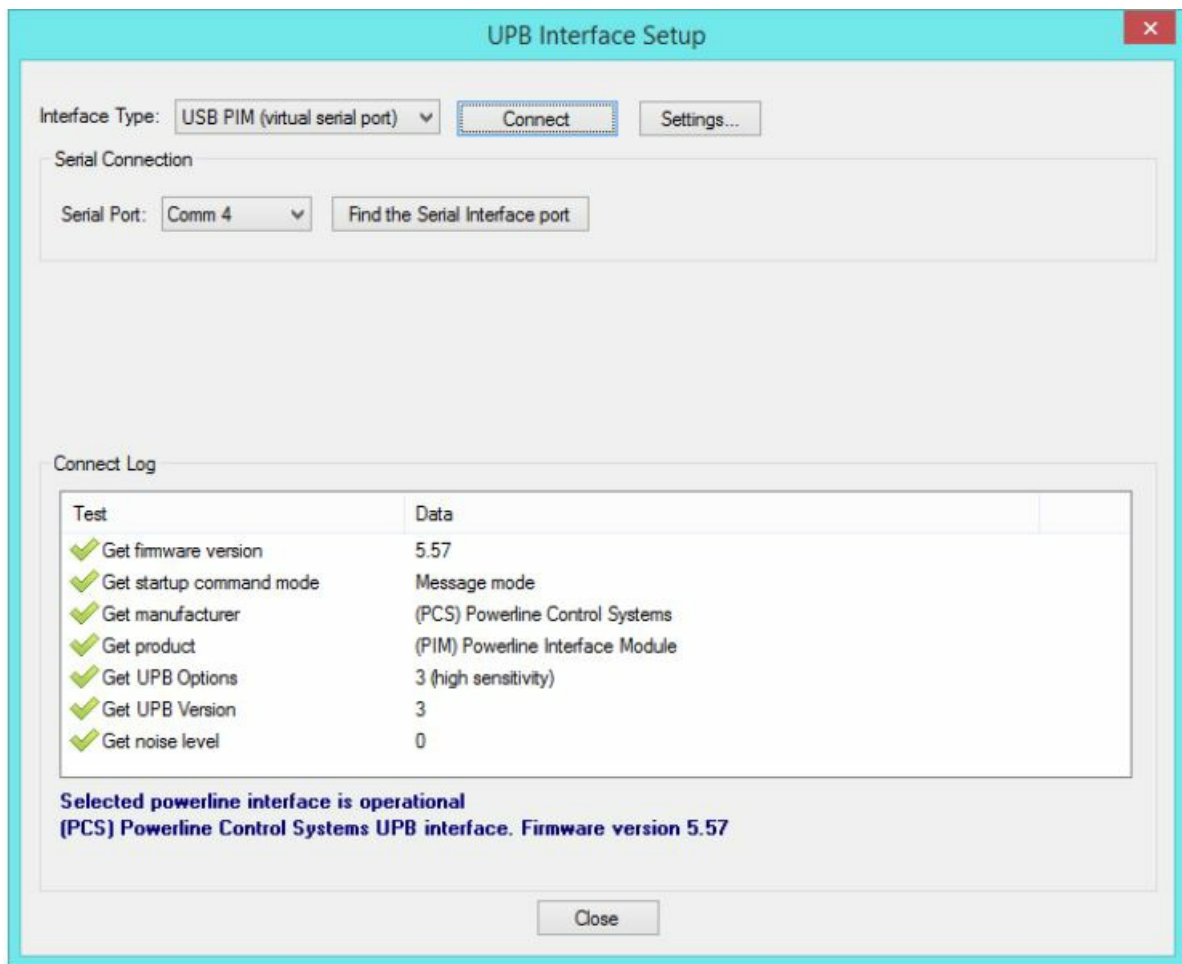 UPB Interface Setup
Interface Type: USB PIM (virtual serial port) Connect Settings...
Serial Connection
Serial Port: Comm 4 Find the Serial Interface port
Connect Log
Test Data
Get firmware version 5.57
Get startup command mode Message mode
Get manufacturer (PCS) Powerline Control Systems
Get product (PIM) Powerline Interface Module
Get UPB Options 3 (high sensitivity)
Get UPB Version 3
Get noise level 0
Selected powerline interface is operational
(PCS) Powerline Control Systems UPB interface. Firmware version 5.57
Close